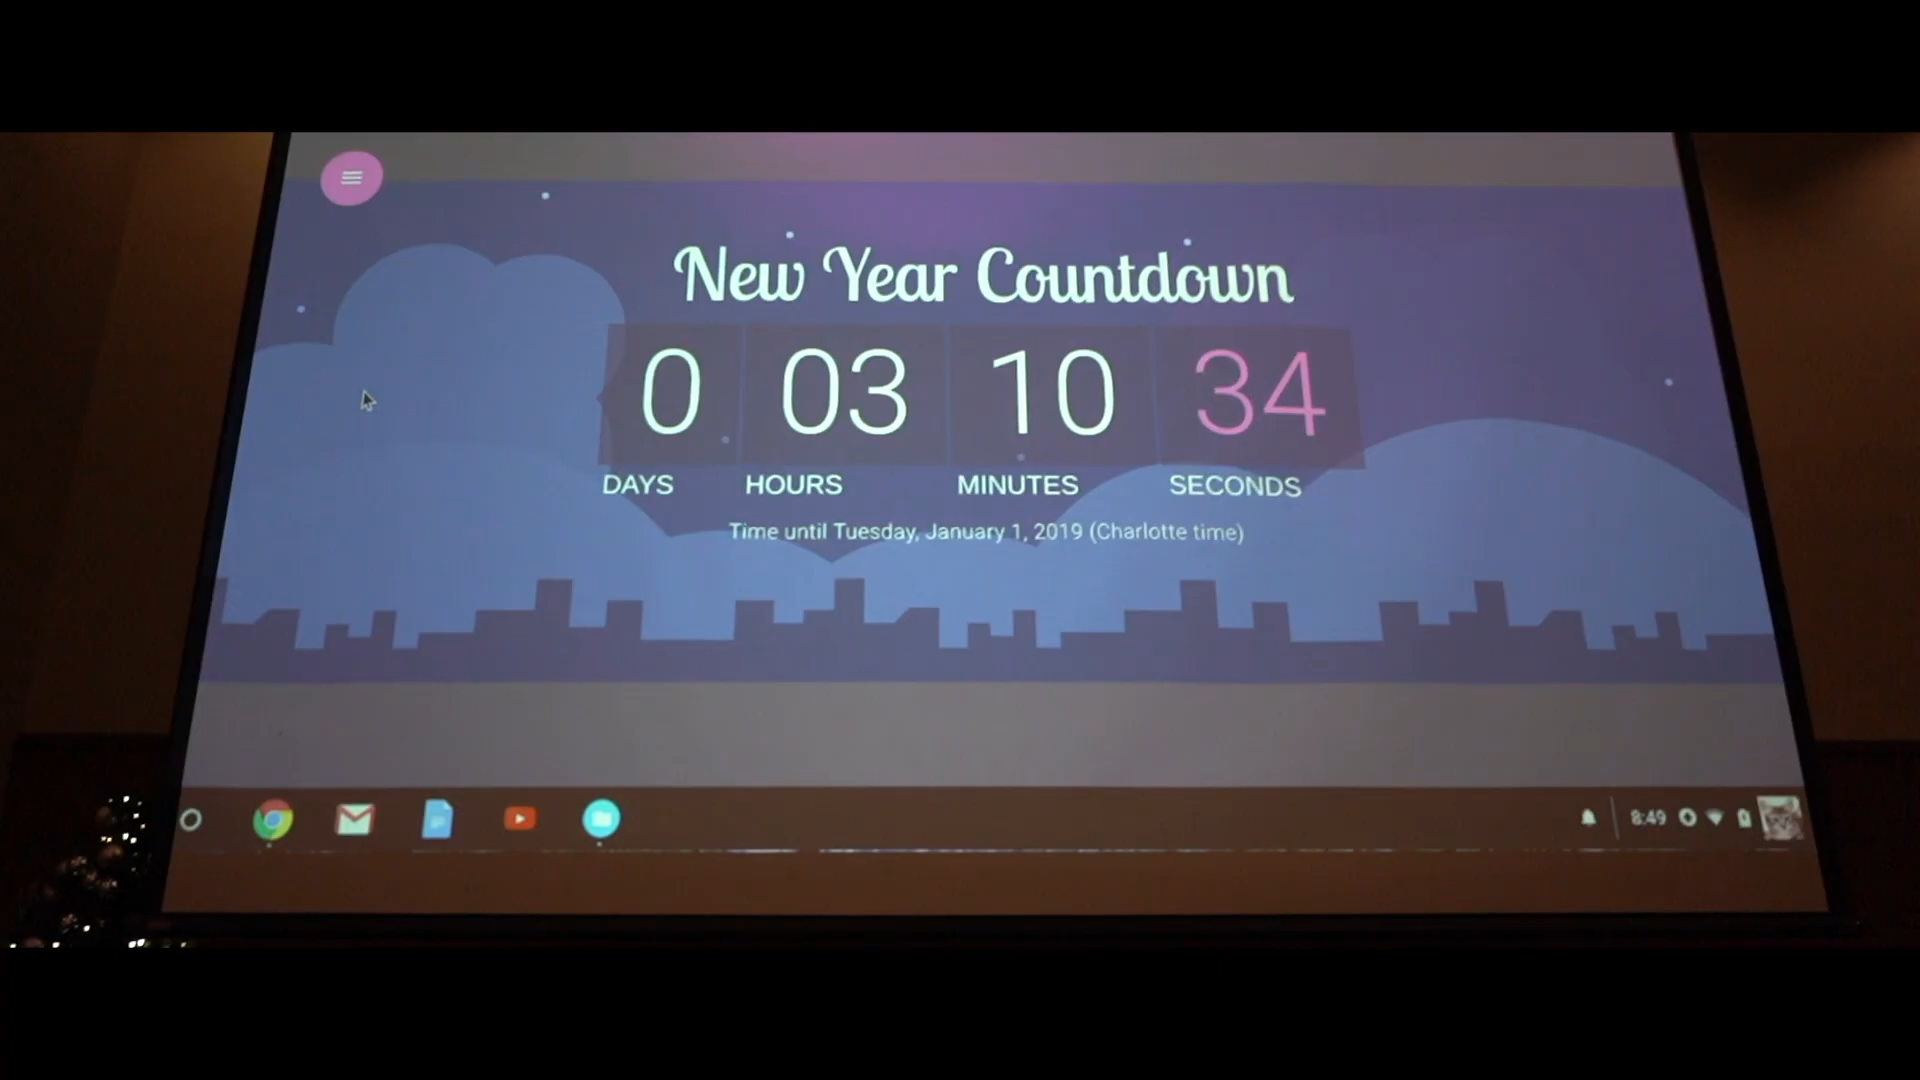 New Year Countdown
0 03 10 34
DAYS HOURS MINUTES SECONDS
Time until Tuesday, January 1, 2019 (Charlotte time)
8:49